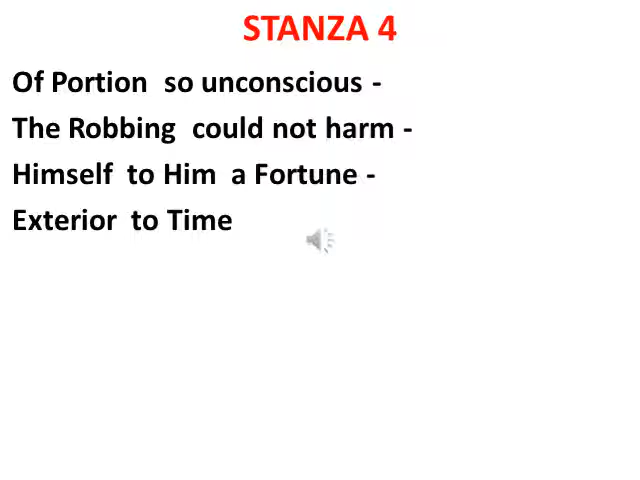 STANZA 4
Of Portion so unconscious -
The Robbing could not harm -
Himself to Him a Fortune -
Exterior to Time